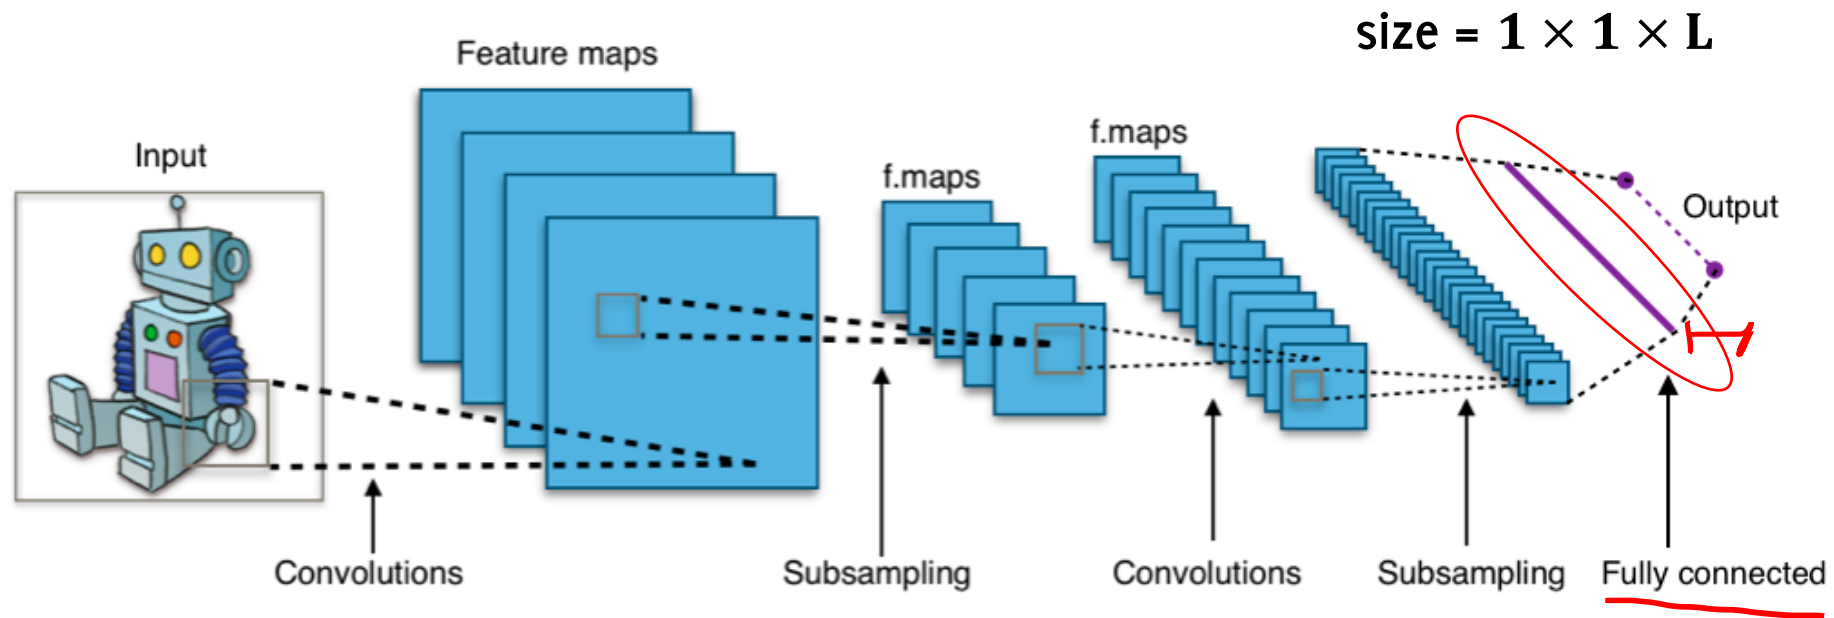 size = 1 × 1 × L
Feature maps
f.maps
Input
f.maps
Output
Convolutions
Subsampling
Convolutions
Subsampling
Fully connected